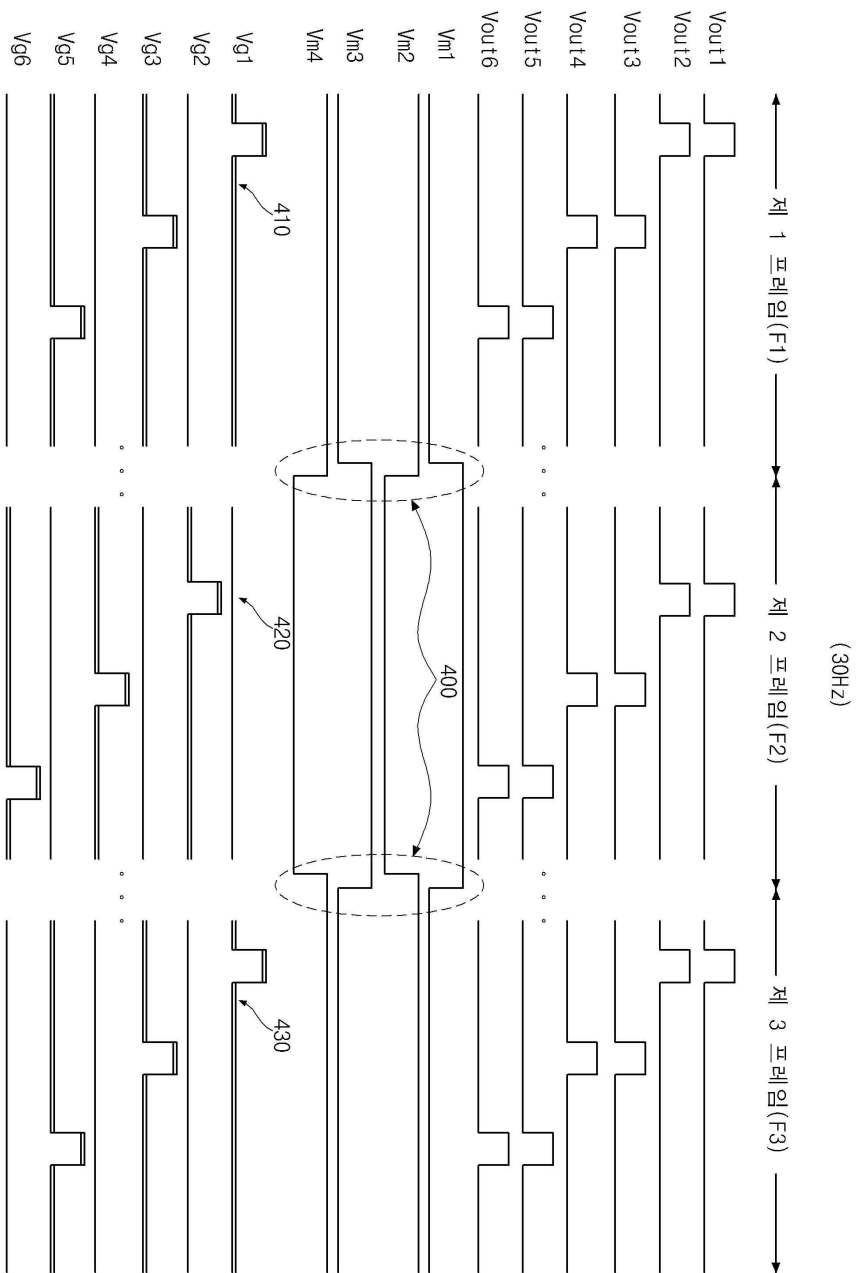 (30Hz)
제 1 프레임(F1)
제 2 프레임(F2)
제 3 프레임(F3)
Vout1
Vout2
Vout3
Vout4
Vout5
Vout6
Vm1
400
Vm2
Vm3
Vm4
410
420
430
Vg1
Vg2
Vg3
Vg4
Vg5
Vg6